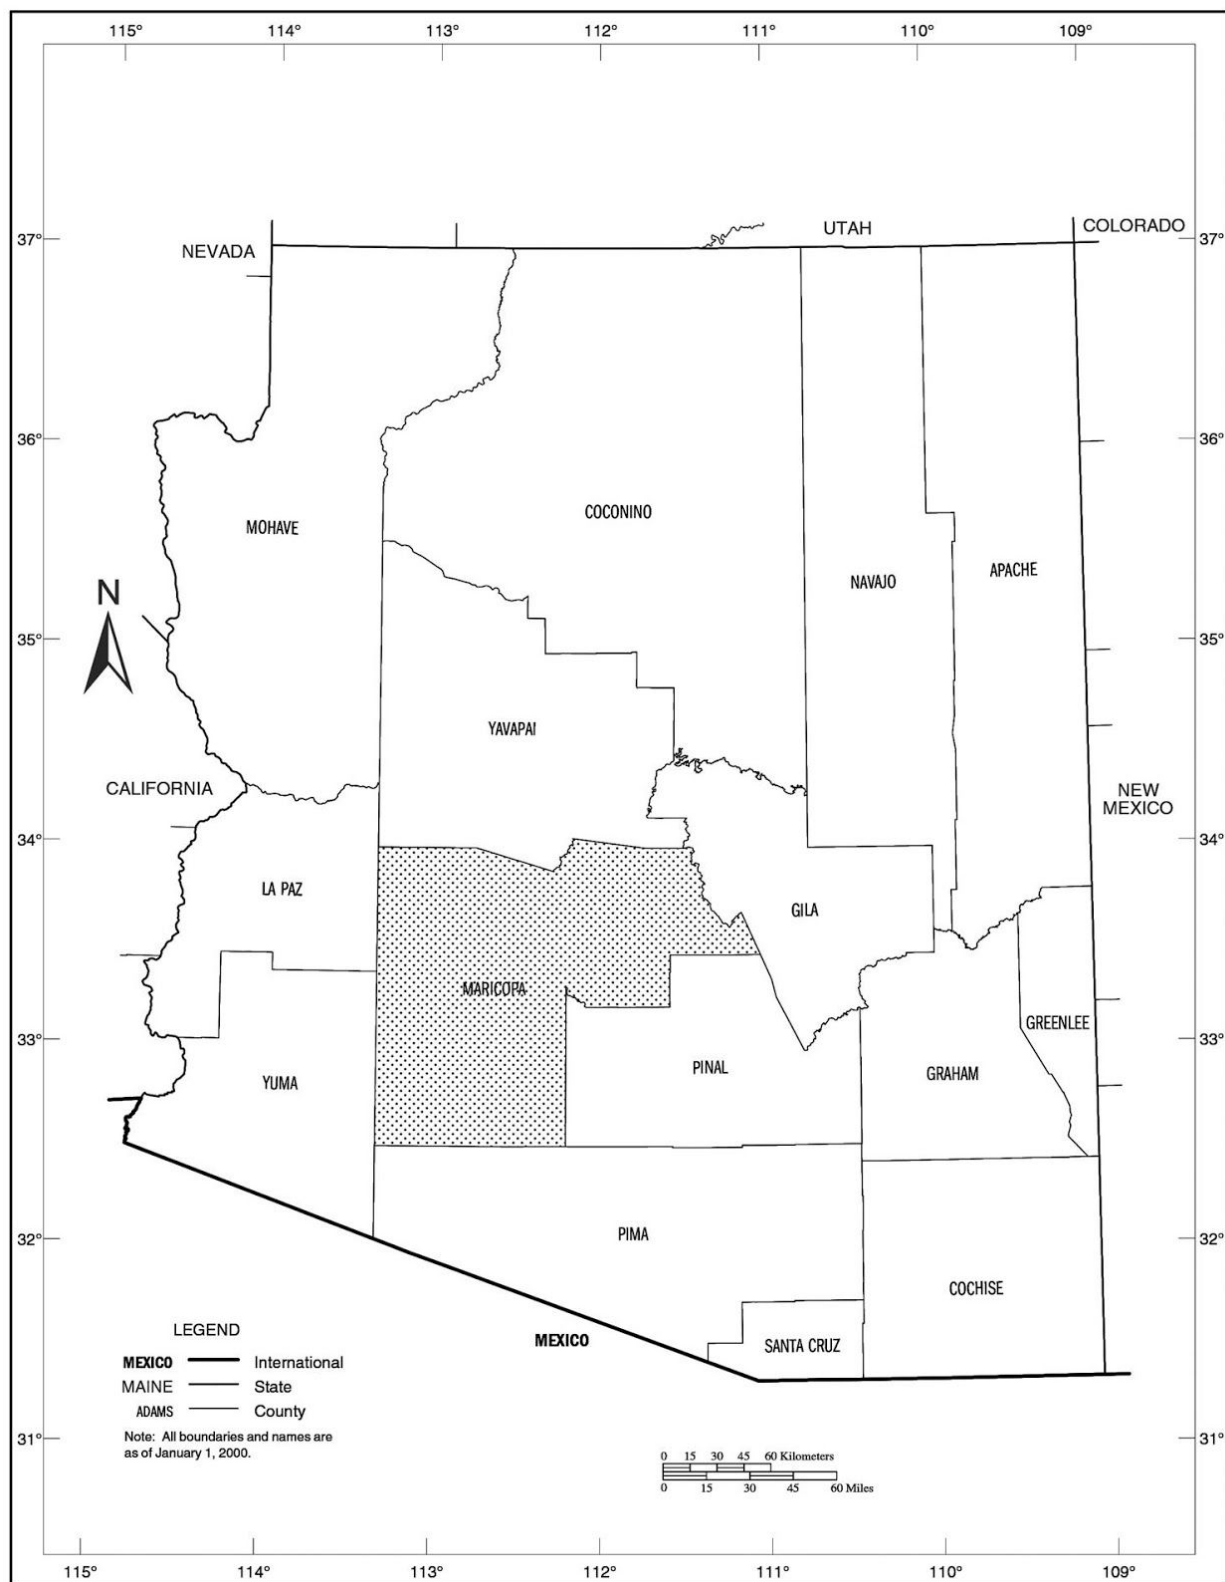 115° 114° 113° 112° 111° 110° 109°
37° NEVADA UTAH COLORADO 37°
36° 36°
COCONINO
MOHAVE
NAVAJO APACHE
N
35° 35°
YAVAPAI
CALIFORNIA NEW
MEXICO
34° 34°
LA PAZ GILA
MARICOPA
GREENLEE
33° 33°
YUMA PINAL GRAHAM
32° PIMA 32°
COCHISE
LEGEND
MEXICO SANTA CRUZ
MEXICO International
MAINE State
ADAMS County
Note: All boundaries and names are
as of January 1, 2000.
31° 31°
0 15 30 45 60 Kilometers
0 15 30 45 60 Miles
115° 114° 113° 112° 111° 110° 109°